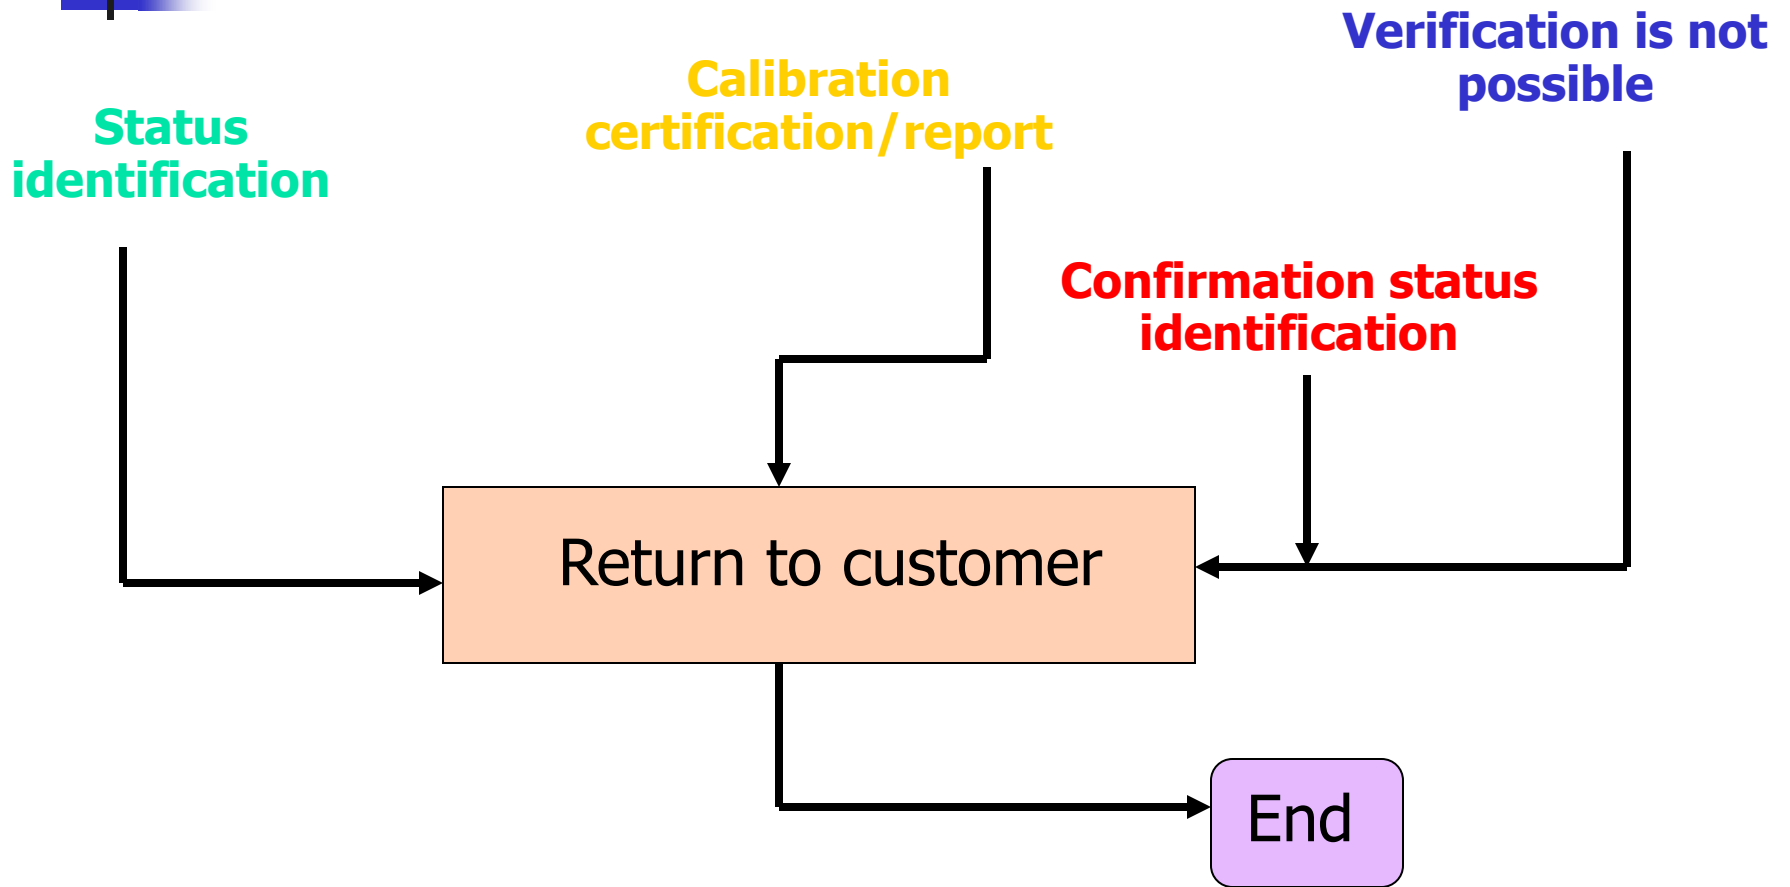 Verification is not
possible
Calibration
certification/report
Status
identification
Confirmation status
identification
Return to customer
End